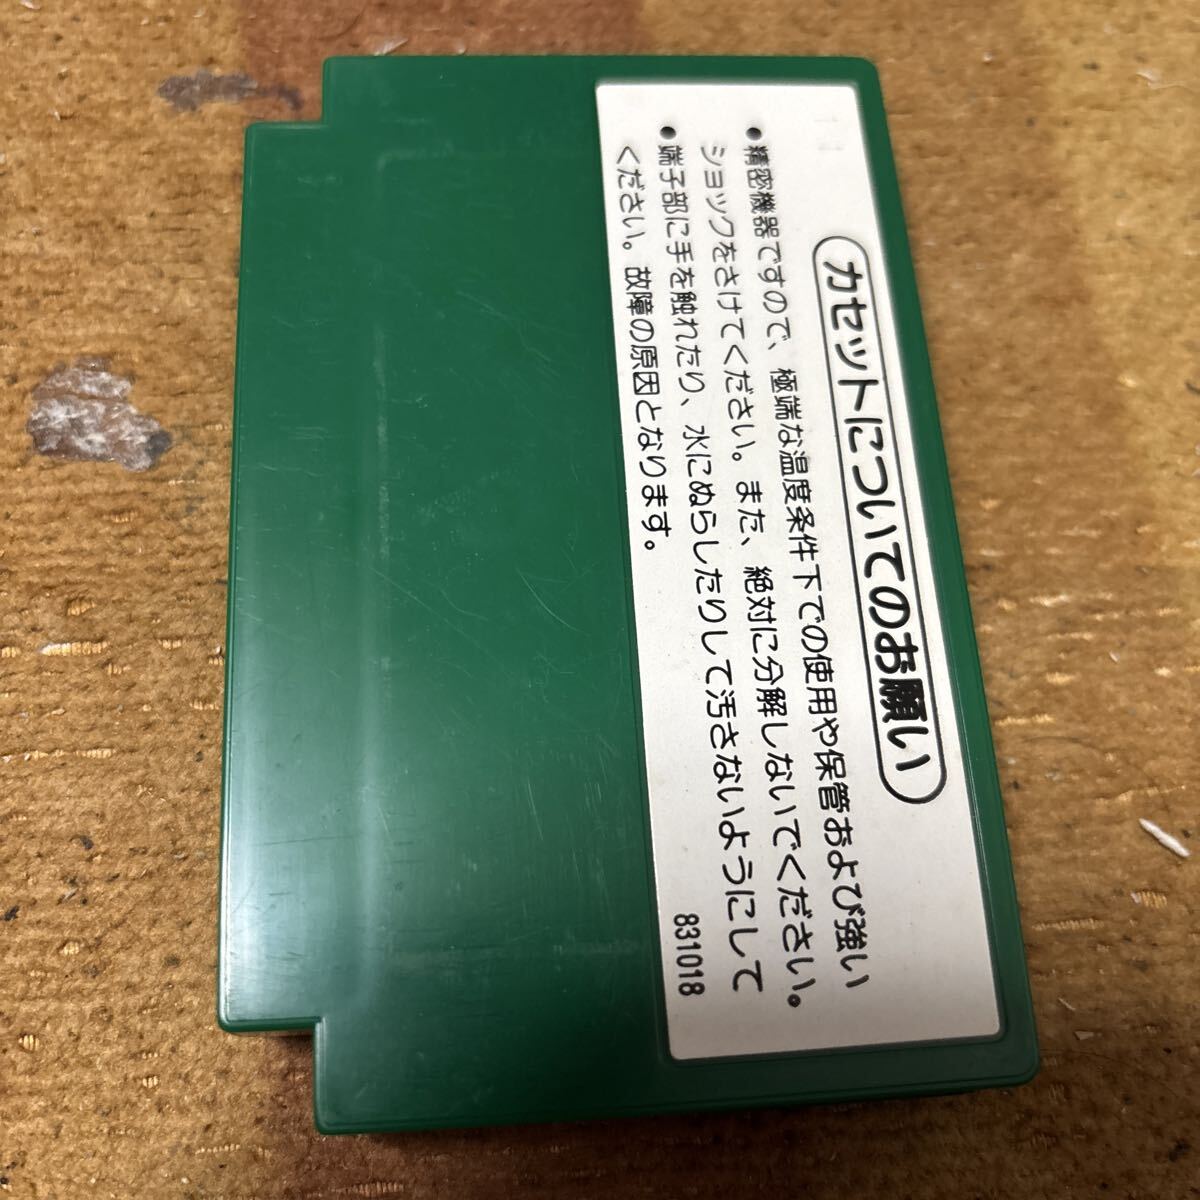 カセットについてのお願い
●精密機器ですので、極端な温度条件下での使用や保管および強い
ショックをさけてください。また、絶対に分解しないでください。
●端子部に手を触れたり、水にぬらしたりして汚さないようにして
ください。故障の原因となります。
831018